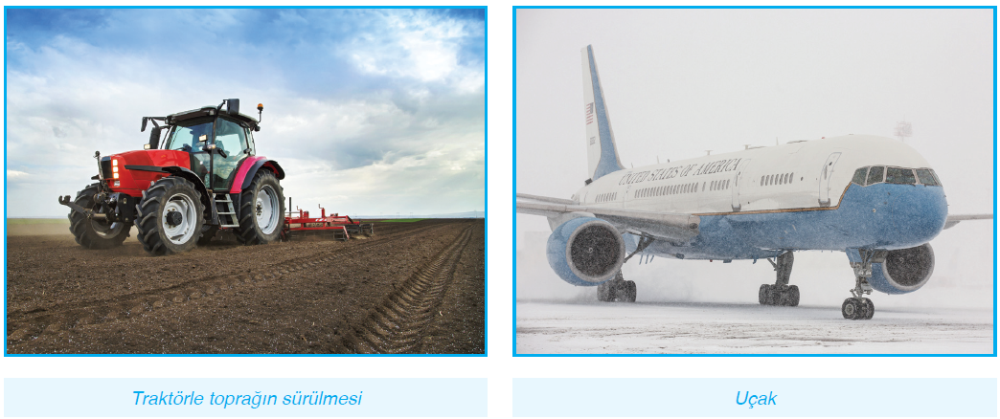 UNITED STATES OF AMERICA
Traktörle toprağın sürülmesi
Uçak